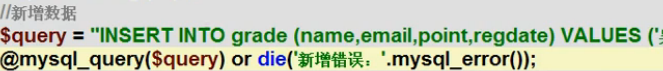 //新增数据
$query = "INSERT INTO grade (name,email,point,regdate) VALUES ('
@mysql_query($query) or die('新增错误：'.mysql_error());